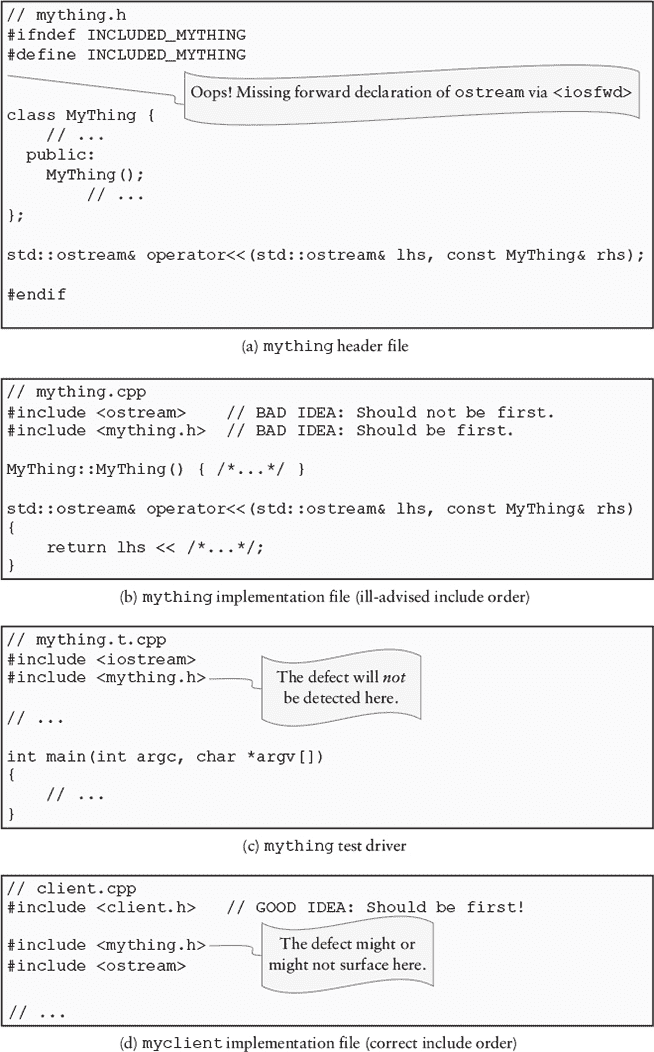 // mything.h
#ifndef INCLUDED_MYTHING
#define INCLUDED_MYTHING
Oops! Missing forward declaration of ostream via <iosfwd>
class MyThing {
// ...
public:
MyThing();
// ...
};
std::ostream& operator<<(std::ostream& lhs, const MyThing& rhs);
#endif
(a) mything header file
// mything.cpp
#include <ostream> // BAD IDEA: Should not be first.
#include <mything.h> // BAD IDEA: Should be first.
MyThing::MyThing() { /*...*/ }
std::ostream& operator<<(std::ostream& lhs, const MyThing& rhs)
{
return lhs << /*...*/;
}
(b) mything implementation file (ill-advised include order)
// mything.t.cpp
#include <iostream>
#include <mything.h>
The defect will not
be detected here.
// ...
int main(int argc, char *argv[])
{
// ...
}
(c) mything test driver
// client.cpp
#include <client.h> // GOOD IDEA: Should be first!
#include <mything.h>
#include <ostream>
The defect might or
might not surface here.
// ...
(d) myclient implementation file (correct include order)